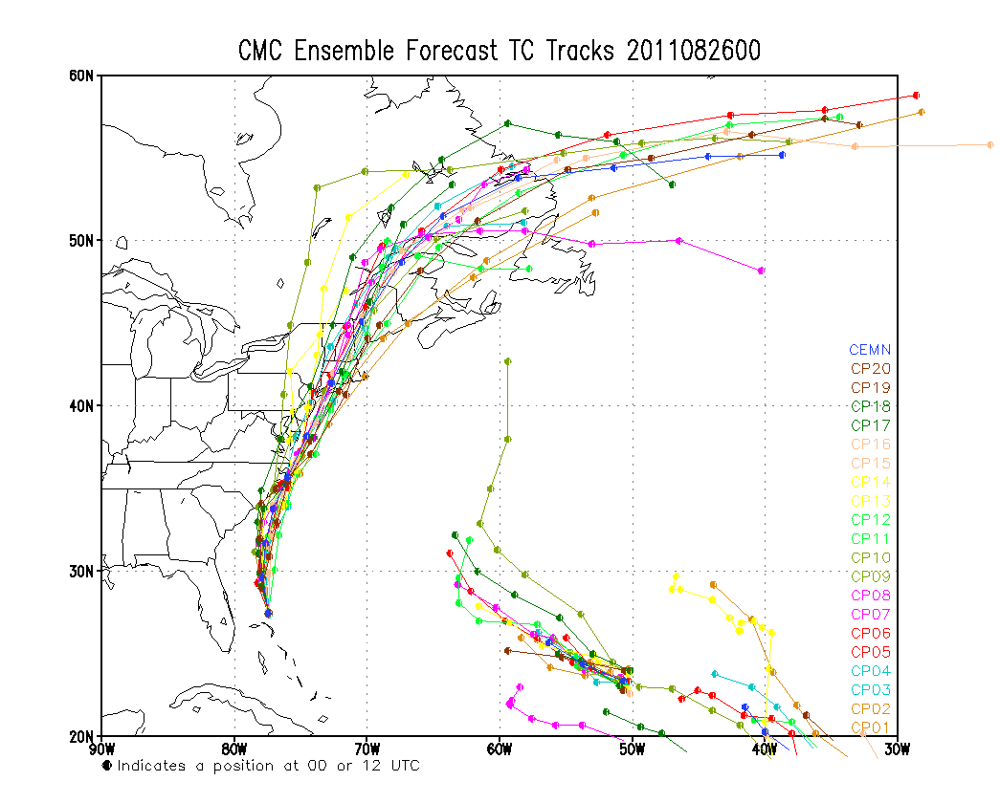 CMC Ensemble Forecast TC Tracks 2011082600
60N
50N
40N
30N
20N
CEMN
CP20
CP19
CP18
CP17
CP16
CP15
CP14
CP13
CP12
CP11
CP10
CP09
CP08
CP07
CP06
CP05
CP04
CP03
CP02
CP01
90W 80W 70W 60W 50W 40W 30W
Indicates a position at 00 or 12 UTC